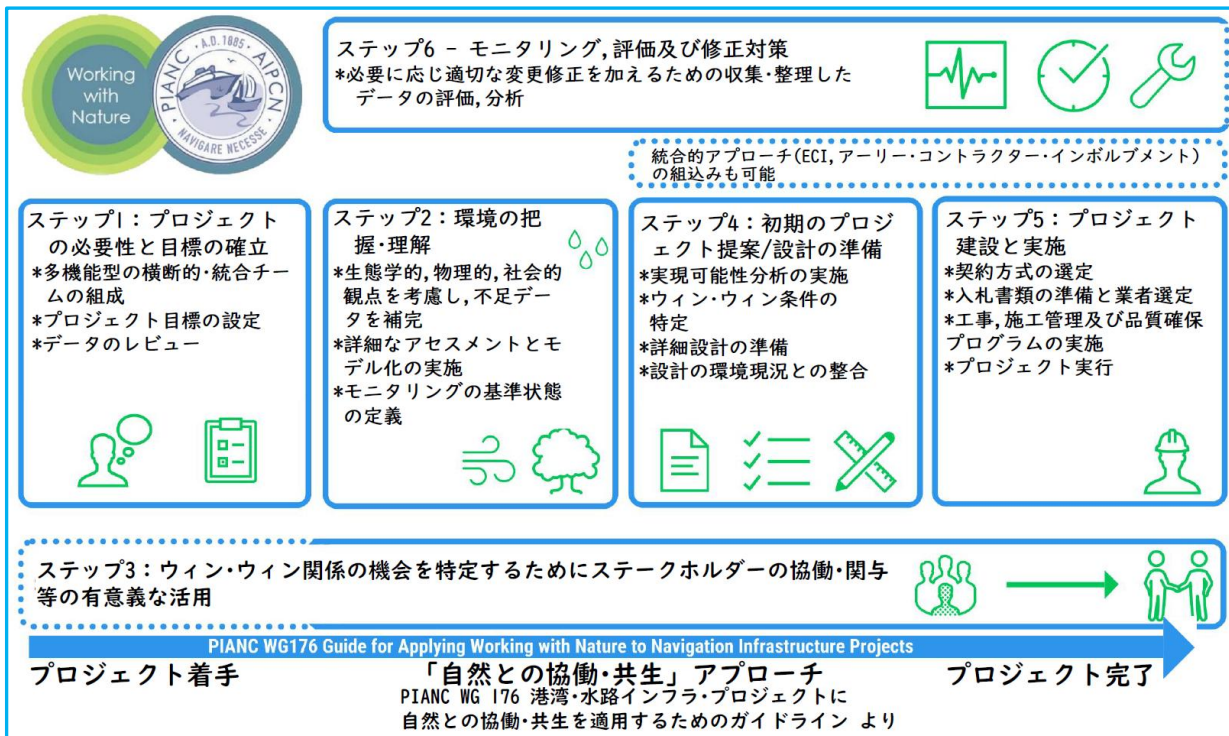 Working
with
Nature
PIANC
・A.D.1885・
AIPCN
NAVIGARE NECESSE
ステップ6 - モニタリング,評価及び修正対策
*必要に応じ適切な変更修正を加えるための収集・整理した
データの評価,分析
統合的アプローチ(ECI,アーリー・コントラクター・インボルブメント)
の組込みも可能
ステップ1:プロジェクト
の必要性と目標の確立
*多機能型の横断的・統合チー
ムの組成
*プロジェクト目標の設定
*データのレビュー
ステップ2:環境の把
握・理解
*生態学的,物理的,社会的
観点を考慮し,不足デー
タを補完
*詳細なアセスメントとモ
デル化の実施
*モニタリングの基準状態
の定義
ステップ4:初期のプロジ
ェクト提案/設計の準備
*実現可能性分析の実施
*ウィン・ウィン条件の
特定
*詳細設計の準備
*設計の環境現況との整合
ステップ5:プロジェクト
建設と実施
*契約方式の選定
*入札書類の準備と業者選定
*工事,施工管理及び品質確保
プログラムの実施
*プロジェクト実行
ステップ3:ウィン・ウィン関係の機会を特定するためにステークホルダーの協働・関与
等の有意義な活用
PIANC WG176 Guide for Applying Working with Nature to Navigation Infrastructure Projects
プロジェクト着手
「自然との協働・共生」アプローチ
プロジェクト完了
PIANC WG 176 港湾・水路インフラ・プロジェクトに
自然との協働・共生を適用するためのガイドライン より